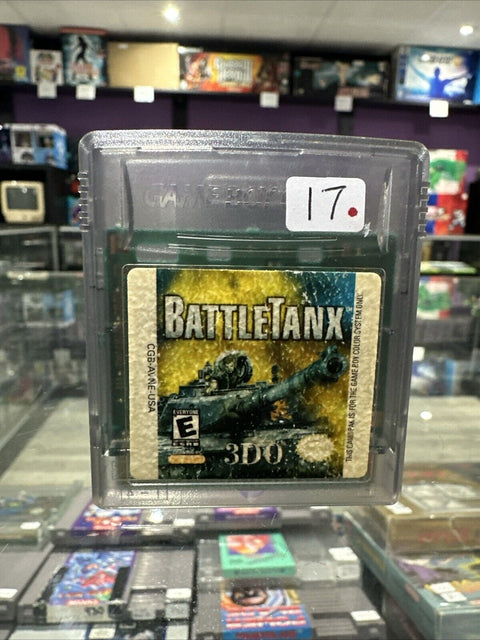 GAME BOY
17.
BATTLETANX
CGB-AVNE-USA
THIS GAME PAK IS FOR THE GAME BOY COLOR SYSTEM ONLY.
EVERYONE
E
3DO